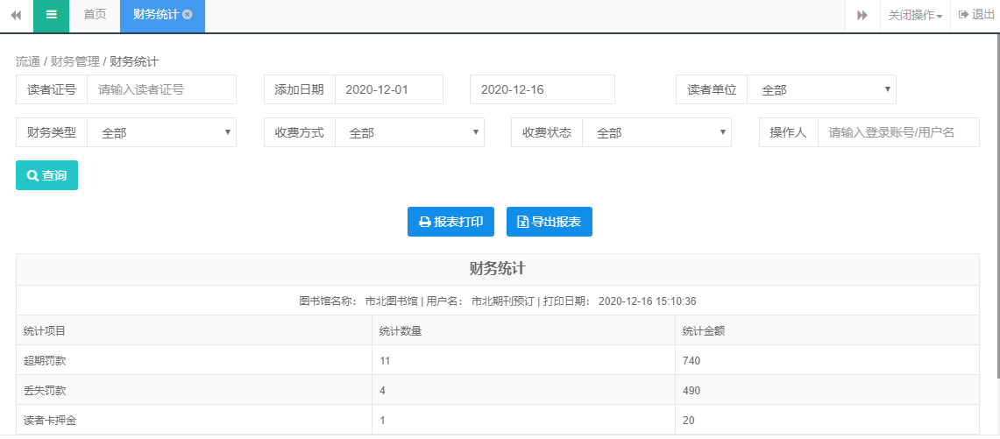 首页 财务统计 关闭操作 退出
流通 / 财务管理 / 财务统计
读者证号 请输入读者证号 添加日期 2020-12-01 2020-12-16 读者单位 全部
财务类型 全部 收费方式 全部 收费状态 全部 操作人 请输入登录账号/用户名
查询
报表打印 导出报表
财务统计
图书馆名称： 市北图书馆 | 用户名： 市北期刊预订 | 打印日期： 2020-12-16 15:10:36
统计项目 统计数量 统计金额
超期罚款 11 740
丢失罚款 4 490
读者卡押金 1 20